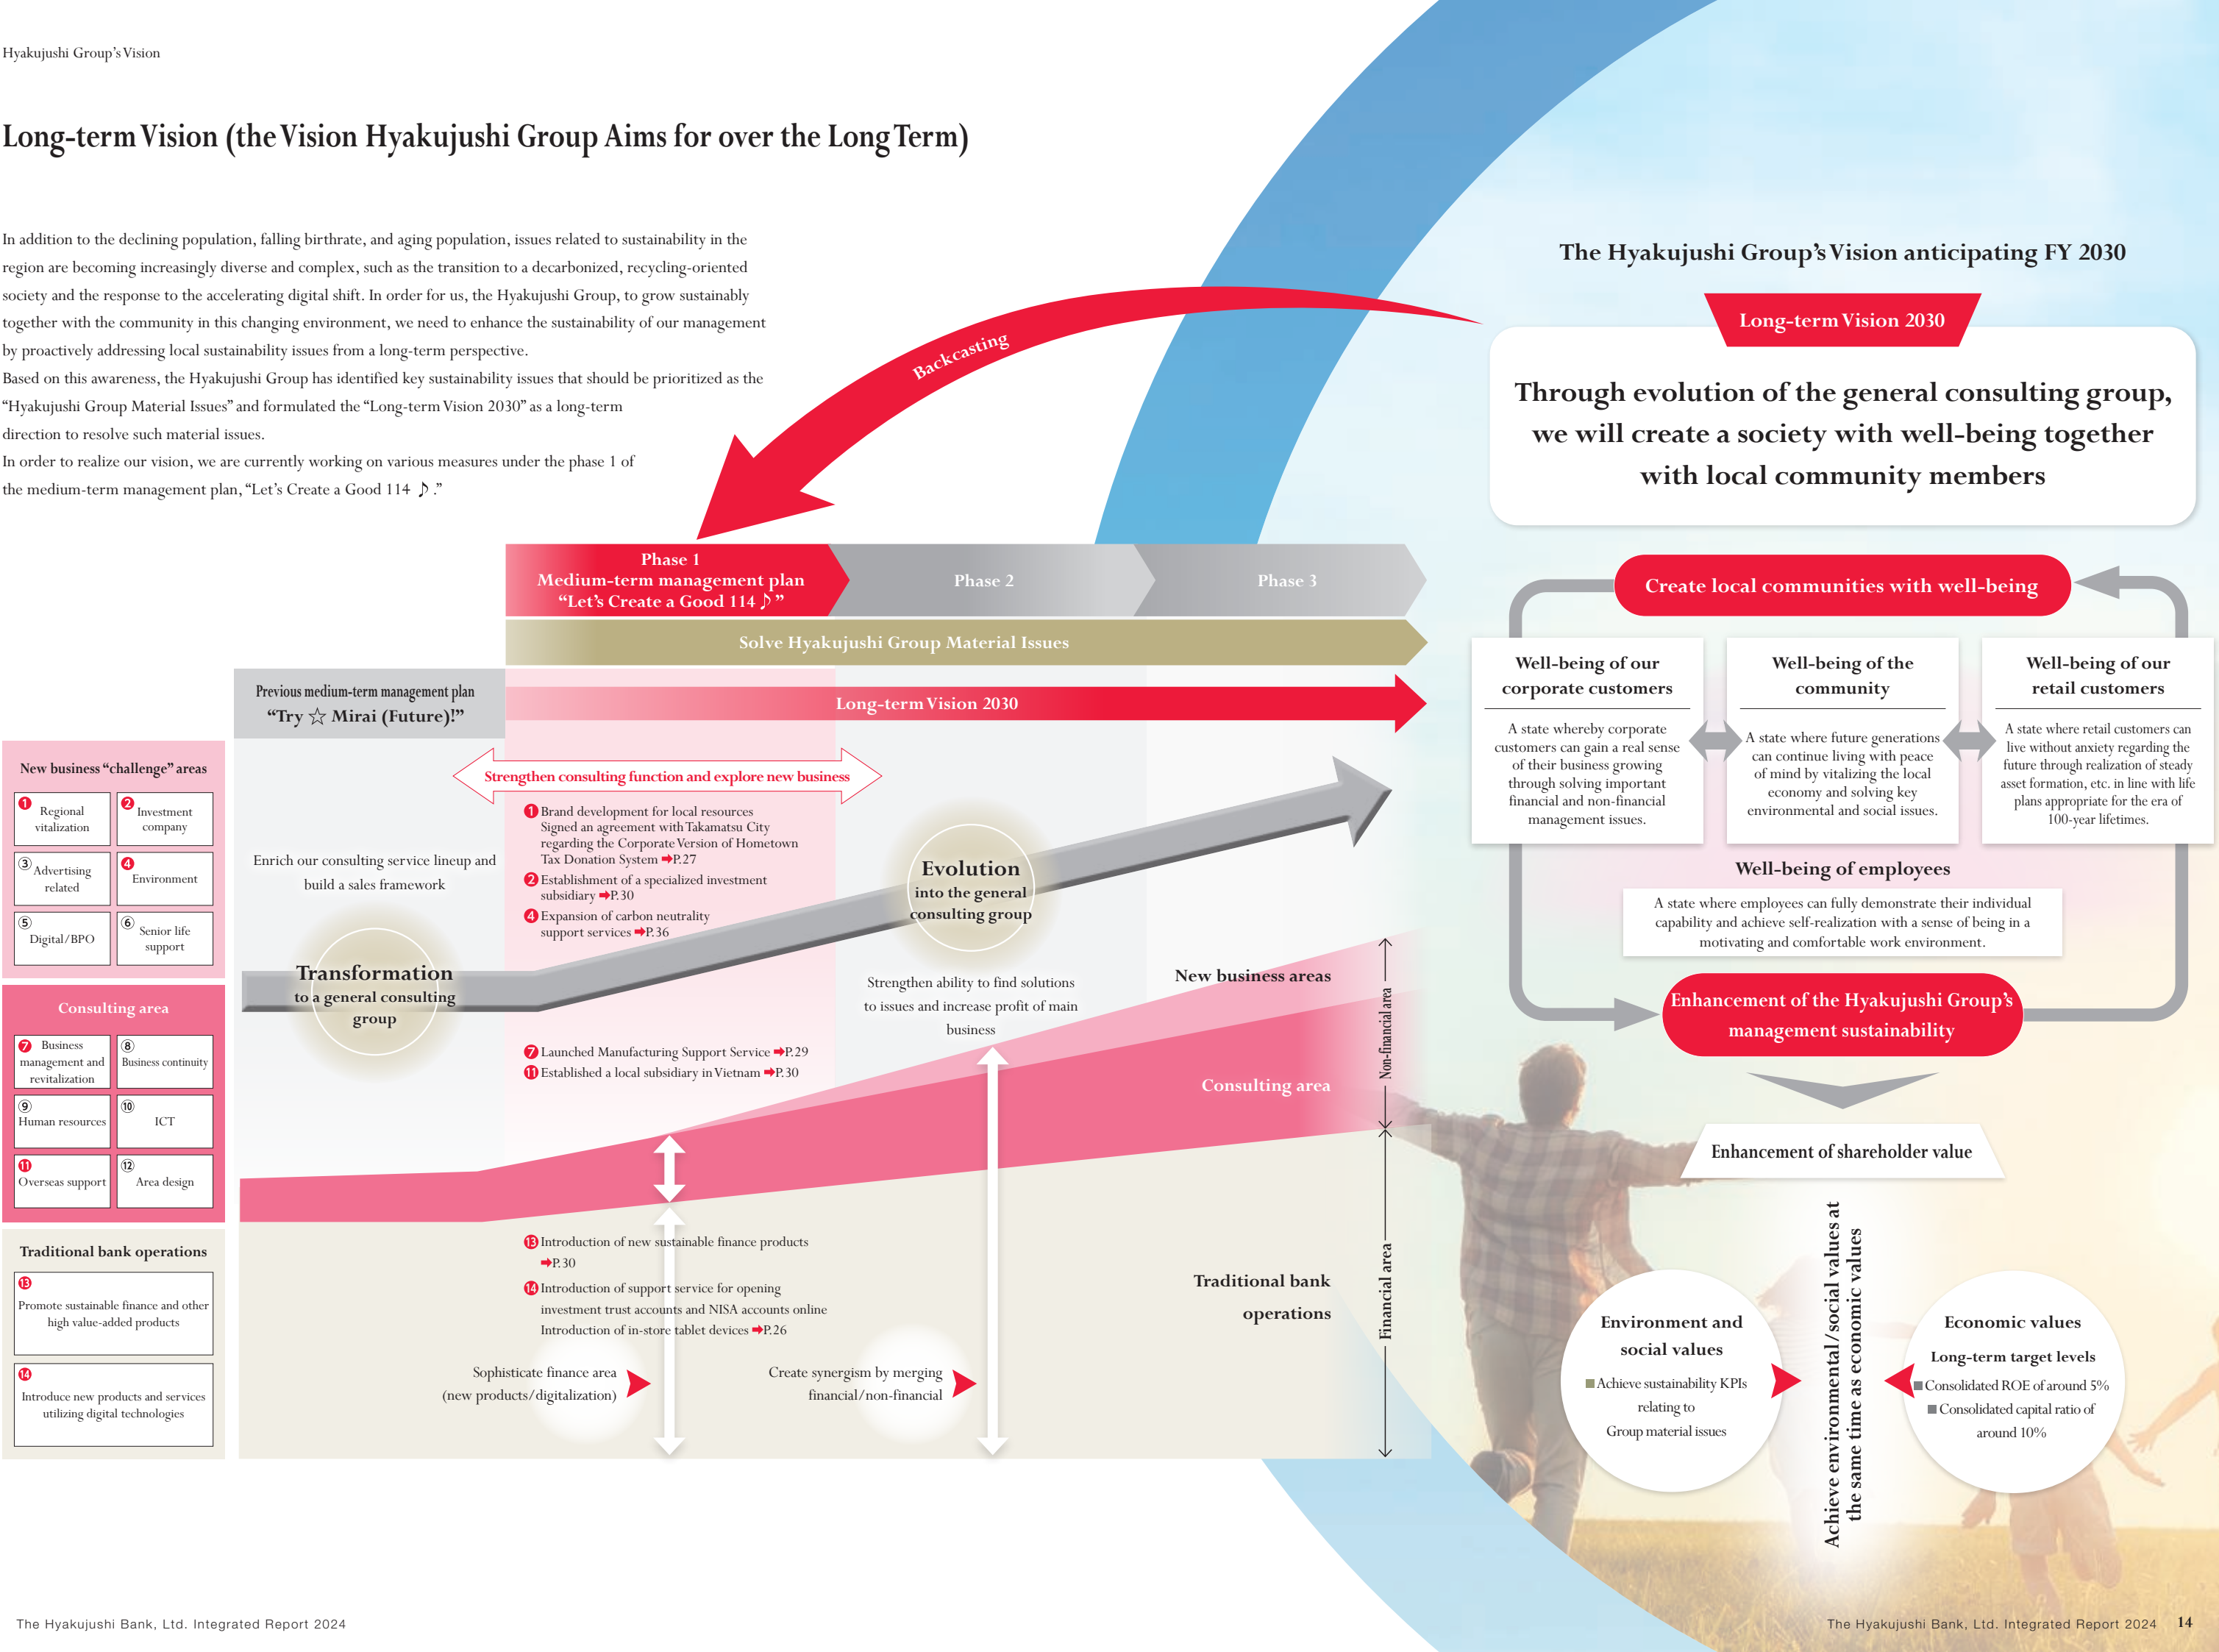 Hyakujushi Group's Vision
Long-term Vision (the Vision Hyakujushi Group Aims for over the Long Term)
In addition to the declining population, falling birthrate, and aging population, issues related to sustainability in the
region are becoming increasingly diverse and complex, such as the transition to a decarbonized, recycling-oriented
society and the response to the accelerating digital shift. In order for us, the Hyakujushi Group, to grow sustainably
together with the community in this changing environment, we need to enhance the sustainability of our management
by proactively addressing local sustainability issues from a long-term perspective.
Based on this awareness, the Hyakujushi Group has identified key sustainability issues that should be prioritized as the
“Hyakujushi Group Material Issues” and formulated the “Long-term Vision 2030” as a long-term
direction to resolve such material issues.
In order to realize our vision, we are currently working on various measures under the phase 1 of
the medium-term management plan, “Let’s Create a Good 114 ♪.”
Backcasting
Phase 1
Medium-term management plan
“Let’s Create a Good 114♪”
Phase 2
Phase 3
Solve Hyakujushi Group Material Issues
Previous medium-term management plan
“Try ☆ Mirai (Future)!”
Long-term Vision 2030
Strengthen consulting function and explore new business
New business “challenge” areas
❶ Regional
vitalization
❷ Investment
company
③ Advertising
related
❹ Environment
⑤ Digital/BPO
⑥ Senior life
support
Consulting area
❼ Business
management and
revitalization
⑧ Business continuity
⑨ Human resources
⑩ ICT
⓫ Overseas support
⑫ Area design
Traditional bank operations
⓭
Promote sustainable finance and other
high value-added products
⓮
Introduce new products and services
utilizing digital technologies
Enrich our consulting service lineup and
build a sales framework
Transformation
to a general consulting
group
❶ Brand development for local resources
Signed an agreement with Takamatsu City
regarding the Corporate Version of Hometown
Tax Donation System ➡P.27
❷ Establishment of a specialized investment
subsidiary ➡P.30
❹ Expansion of carbon neutrality
support services ➡P.36
❼ Launched Manufacturing Support Service ➡P.29
⓫ Established a local subsidiary in Vietnam ➡P.30
Evolution
into the general
consulting group
Strengthen ability to find solutions
to issues and increase profit of main
business
New business areas
Consulting area
Non-financial area
⓭ Introduction of new sustainable finance products
➡P.30
⓮ Introduction of support service for opening
investment trust accounts and NISA accounts online
Introduction of in-store tablet devices ➡P.26
Sophisticate finance area
(new products/digitalization)
Create synergism by merging
financial/non-financial
Traditional bank
operations
Financial area
The Hyakujushi Group’s Vision anticipating FY 2030
Long-term Vision 2030
Through evolution of the general consulting group,
we will create a society with well-being together
with local community members
Create local communities with well-being
Well-being of our
corporate customers
A state whereby corporate
customers can gain a real sense
of their business growing
through solving important
financial and non-financial
management issues.
Well-being of the
community
A state where future generations
can continue living with peace
of mind by vitalizing the local
economy and solving key
environmental and social issues.
Well-being of our
retail customers
A state where retail customers can
live without anxiety regarding the
future through realization of steady
asset formation, etc. in line with life
plans appropriate for the era of
100-year lifetimes.
Well-being of employees
A state where employees can fully demonstrate their individual
capability and achieve self-realization with a sense of being in a
motivating and comfortable work environment.
Enhancement of the Hyakujushi Group’s
management sustainability
Enhancement of shareholder value
Environment and
social values
■ Achieve sustainability KPIs
relating to
Group material issues
Achieve environmental/social values at
the same time as economic values
Economic values
Long-term target levels
■ Consolidated ROE of around 5%
■ Consolidated capital ratio of
around 10%
The Hyakujushi Bank, Ltd. Integrated Report 2024
The Hyakujushi Bank, Ltd. Integrated Report 2024 14